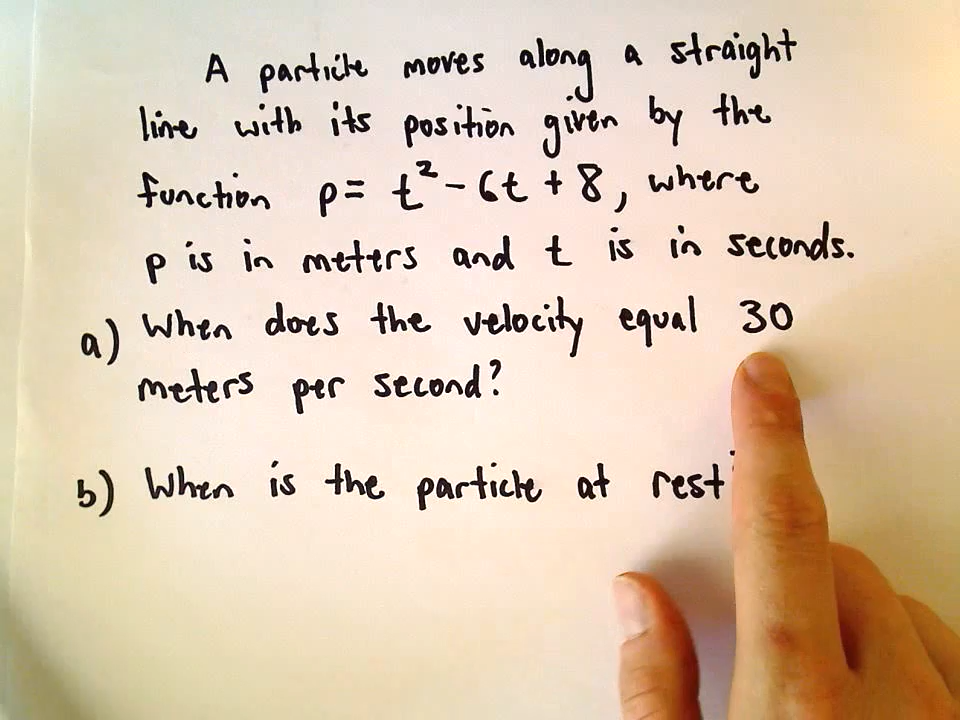 A particle moves along a straight
line with its position given by the
function p = t² - 6t + 8, where
p is in meters and t is in seconds.
a) When does the velocity equal 30
meters per second?
b) When is the particle at rest